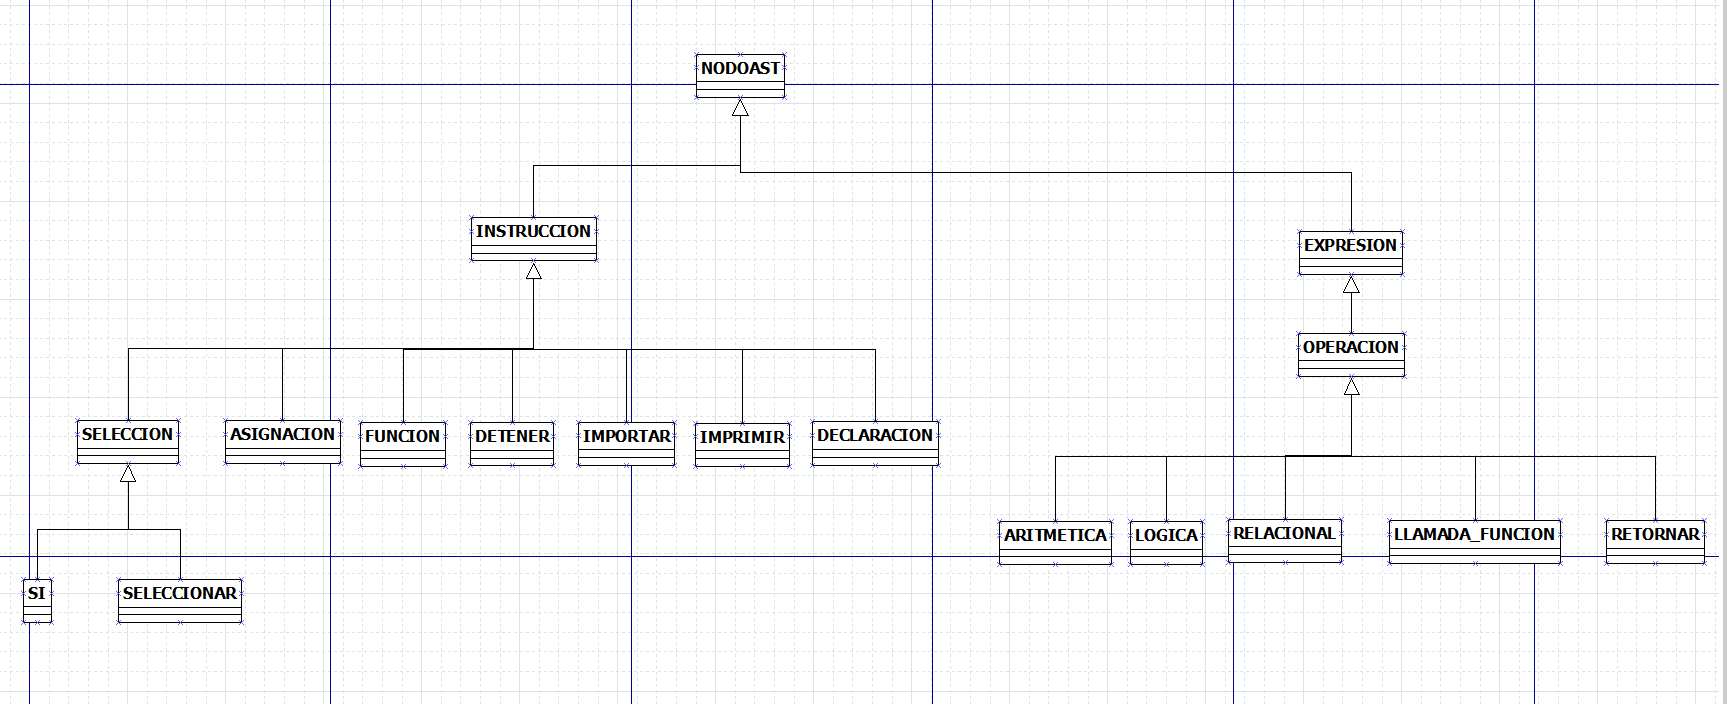 NODOAST
INSTRUCCION
EXPRESION
OPERACION
SELECCION
ASIGNACION
FUNCION
DETENER
IMPORTAR
IMPRIMIR
DECLARACION
ARITMETICA
LOGICA
RELACIONAL
LLAMADA_FUNCION
RETORNAR
SI
SELECCIONAR